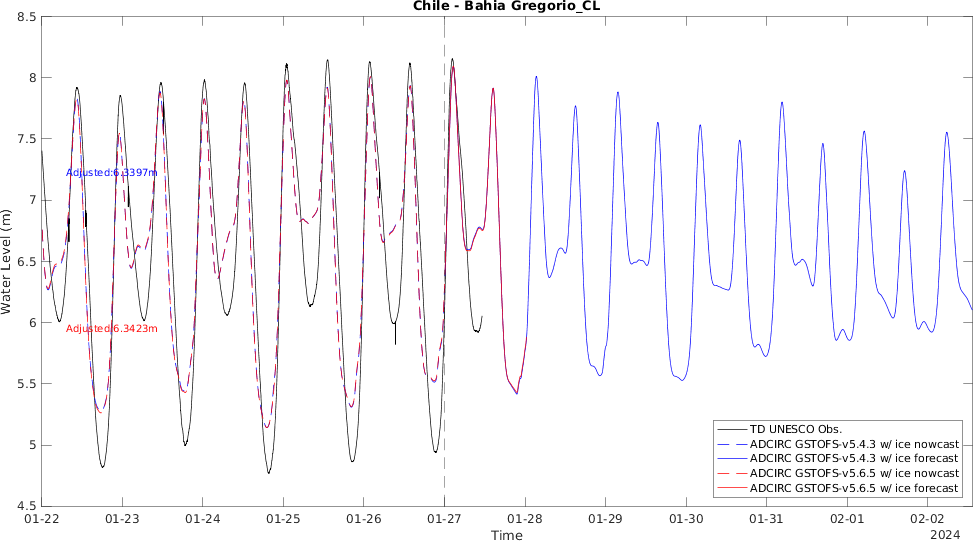 Chile - Bahia Gregorio_CL
8.5
8
7.5
7
6.5
6
5.5
5
4.5
Water Level (m)
Adjusted:6.3397m
Adjusted:6.3423m
TD UNESCO Obs.
ADCIRC GSTOFS-v5.4.3 w/ ice nowcast
ADCIRC GSTOFS-v5.4.3 w/ ice forecast
ADCIRC GSTOFS-v5.6.5 w/ ice nowcast
ADCIRC GSTOFS-v5.6.5 w/ ice forecast
01-22 01-23 01-24 01-25 01-26 01-27 01-28 01-29 01-30 01-31 02-01 02-02
Time
2024